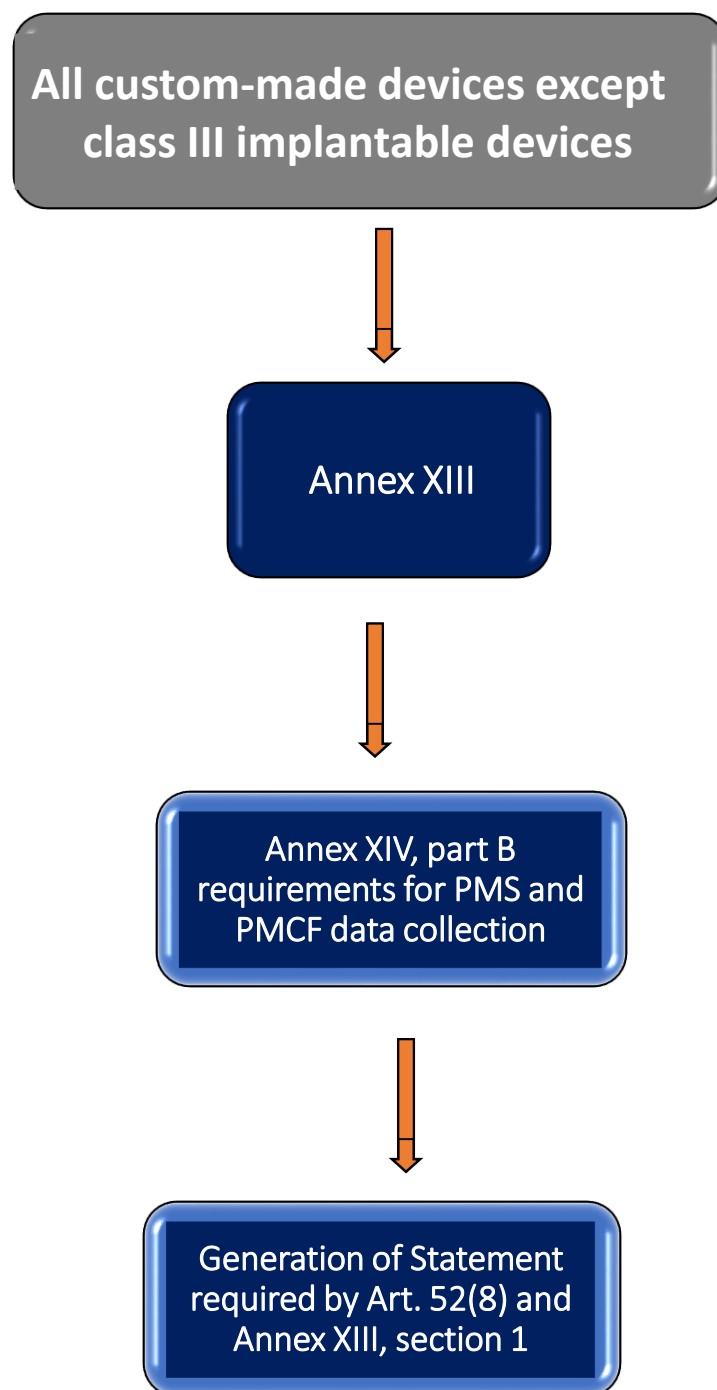 All custom-made devices except
class III implantable devices
Annex XIII
Annex XIV, part B
requirements for PMS and
PMCF data collection
Generation of Statement
required by Art. 52(8) and
Annex XIII, section 1